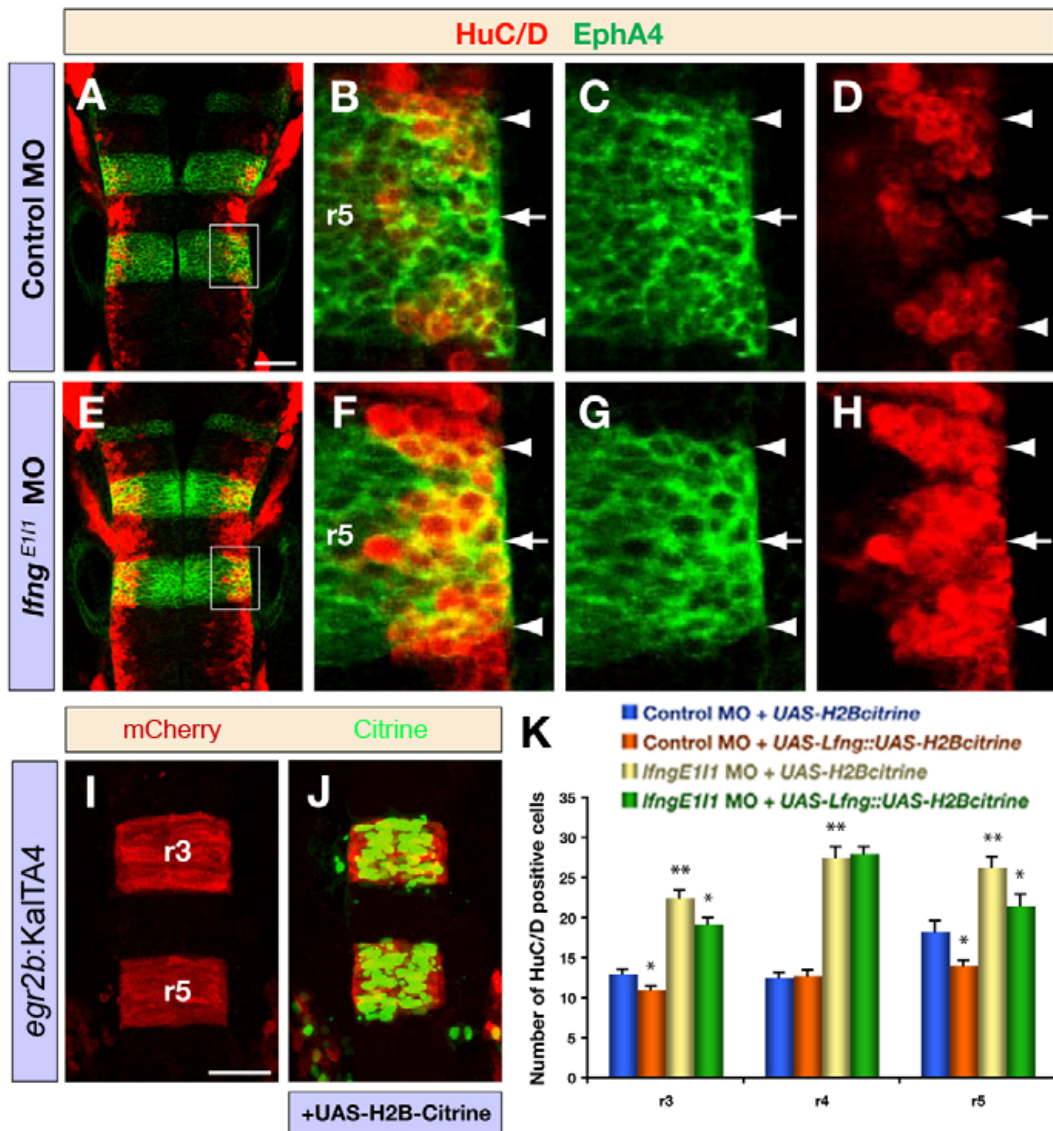 HuC/D EphA4
Control MO
A
B
C
D
r5
lfng E1I1 MO
E
F
G
H
r5
mCherry
Citrine
egr2b:KalTA4
I
J
r3
r5
+UAS-H2B-Citrine
K
Control MO + UAS-H2Bcitrine
Control MO + UAS-Lfng::UAS-H2Bcitrine
lfngE1I1 MO + UAS-H2Bcitrine
lfngE1I1 MO + UAS-Lfng::UAS-H2Bcitrine
Number of HuC/D positive cells
35
30
25
20
15
10
5
0
* ** *
**
* ** *
r3 r4 r5